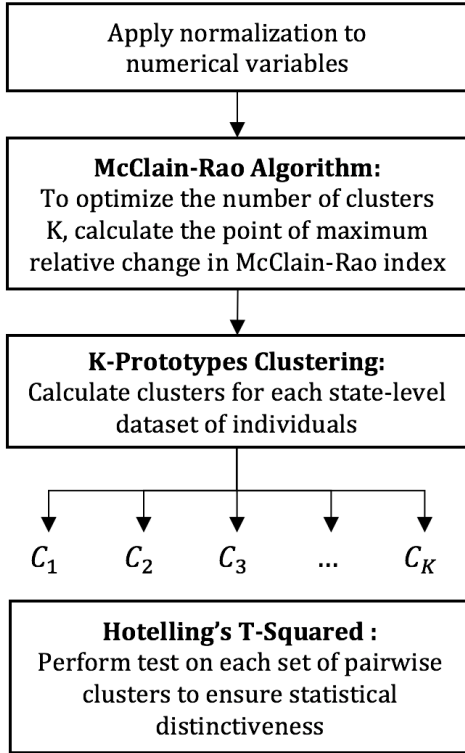 Apply normalization to
numerical variables
McClain-Rao Algorithm:
To optimize the number of clusters
K, calculate the point of maximum
relative change in McClain-Rao index
K-Prototypes Clustering:
Calculate clusters for each state-level
dataset of individuals
C₁ C₂ C₃ ... C_K
Hotelling's T-Squared :
Perform test on each set of pairwise
clusters to ensure statistical
distinctiveness